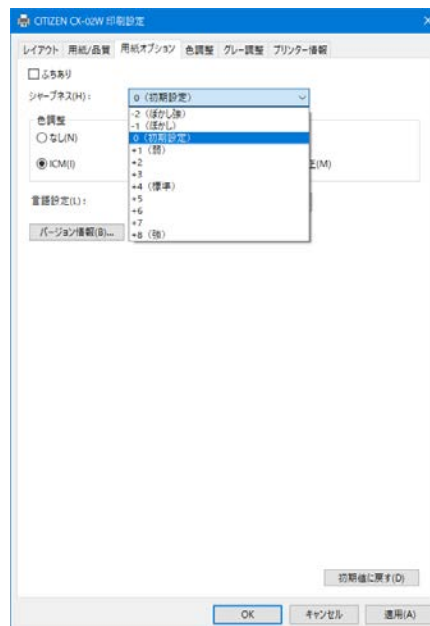 CITIZEN CX-02W 印刷設定
レイアウト 用紙/品質 用紙オプション 色調整 グレー調整 プリンター情報
ふちあり
シャープネス(H): 0 (初期設定)
-2 (ぼかし強)
-1 (ぼかし)
0 (初期設定)
+1 (弱)
+2
+3
+4 (標準)
+5
+6
+7
+8 (強)
色調整
なし(N)
ICM(I)
(M)
言語設定(L):
バージョン情報(B)...
初期値に戻す(D)
OK キャンセル 適用(A)